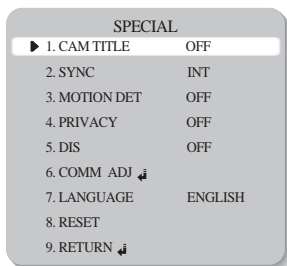 SPECIAL
1. CAM TITLE OFF
2. SYNC INT
3. MOTION DET OFF
4. PRIVACY OFF
5. DIS OFF
6. COMM ADJ
7. LANGUAGE ENGLISH
8. RESET
9. RETURN